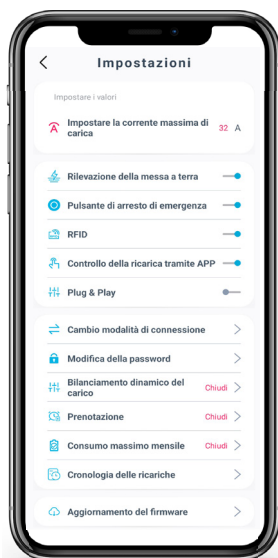 Impostazioni
Impostare i valori
Impostare la corrente massima di
carica
32 A
Rilevazione della messa a terra
Pulsante di arresto di emergenza
RFID
Controllo della ricarica tramite APP
Plug & Play
Cambio modalità di connessione
Modifica della password
Bilanciamento dinamico del
carico
Chiudi
Prenotazione
Chiudi
Consumo massimo mensile
Chiudi
Cronologia delle ricariche
Aggiornamento del firmware